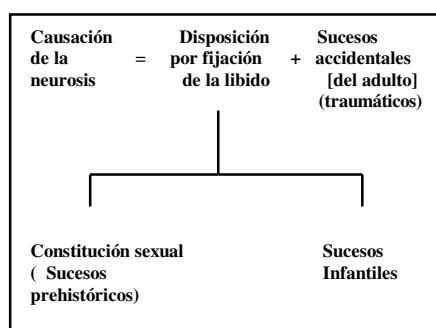 Causación Disposición Sucesos
de la = por fijación + accidentales
neurosis de la libido [del adulto]
(traumáticos)
Constitución sexual Sucesos
( Sucesos Infantiles
prehistóricos)